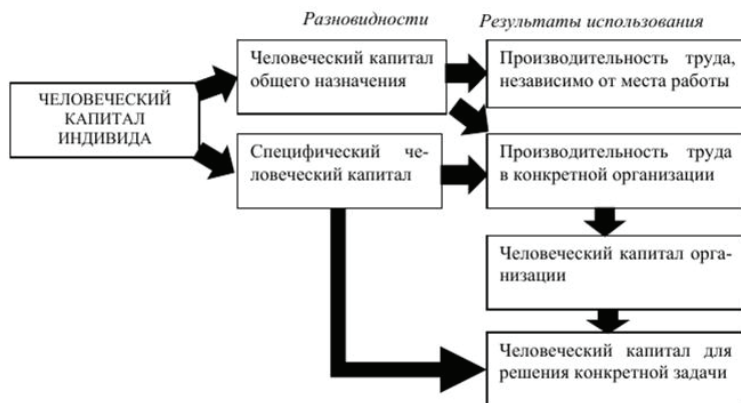 Разновидности
Результаты использования
ЧЕЛОВЕЧЕСКИЙ
КАПИТАЛ
ИНДИВИДА
Человеческий капитал
общего назначения
Производительность труда,
независимо от места работы
Специфический че-
ловеческий капитал
Производительность труда
в конкретной организации
Человеческий капитал орга-
низации
Человеческий капитал для
решения конкретной задачи